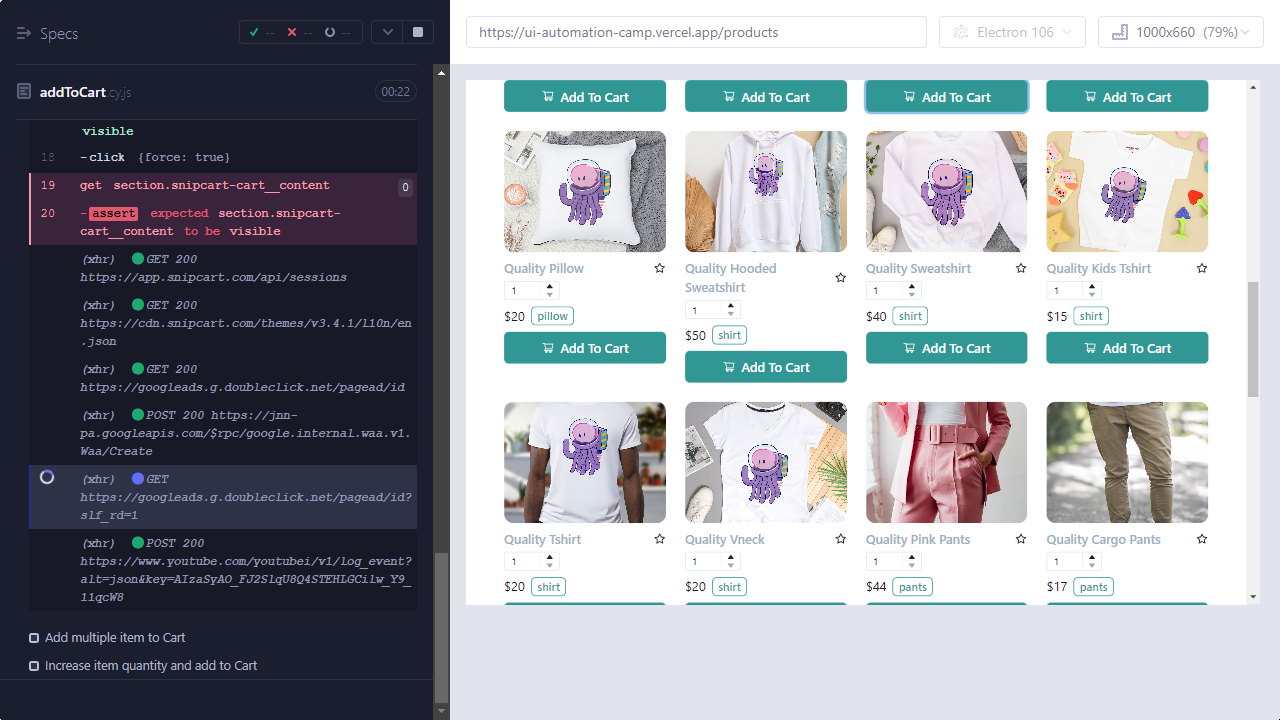 Specs
--
--
--
https://ui-automation-camp.vercel.app/products
Electron 106
1000x660 (79%)
addToCart cy.js
00:22
visible
18 -click {force: true}
19 get section.snipcart-cart__content 0
20 -assert expected section.snipcart-
cart__content to be visible
(xhr) GET 200
https://app.snipcart.com/api/sessions
(xhr) GET 200
https://cdn.snipcart.com/themes/v3.4.1/l10n/en
.json
(xhr) GET 200
https://googleads.g.doubleclick.net/pagead/id
(xhr) POST 200 https://jnn-
pa.googleapis.com/$rpc/google.internal.waa.v1.
Waa/Create
(xhr) GET
https://googleads.g.doubleclick.net/pagead/id?
slf_rd=1
(xhr) POST 200
https://www.youtube.com/youtubei/v1/log_event?
Add multiple item to Cart
Increase item quantity and add to Cart
Add To Cart
Add To Cart
Add To Cart
Add To Cart
Quality Pillow
1
$20 pillow
Add To Cart
Quality Hooded
Sweatshirt
1
$50 shirt
Add To Cart
Quality Sweatshirt
1
$40 shirt
Add To Cart
Quality Kids Tshirt
1
$15 shirt
Add To Cart
Quality Tshirt
1
$20 shirt
Quality Vneck
1
$20 shirt
Quality Pink Pants
1
$44 pants
Quality Cargo Pants
1
$17 pants